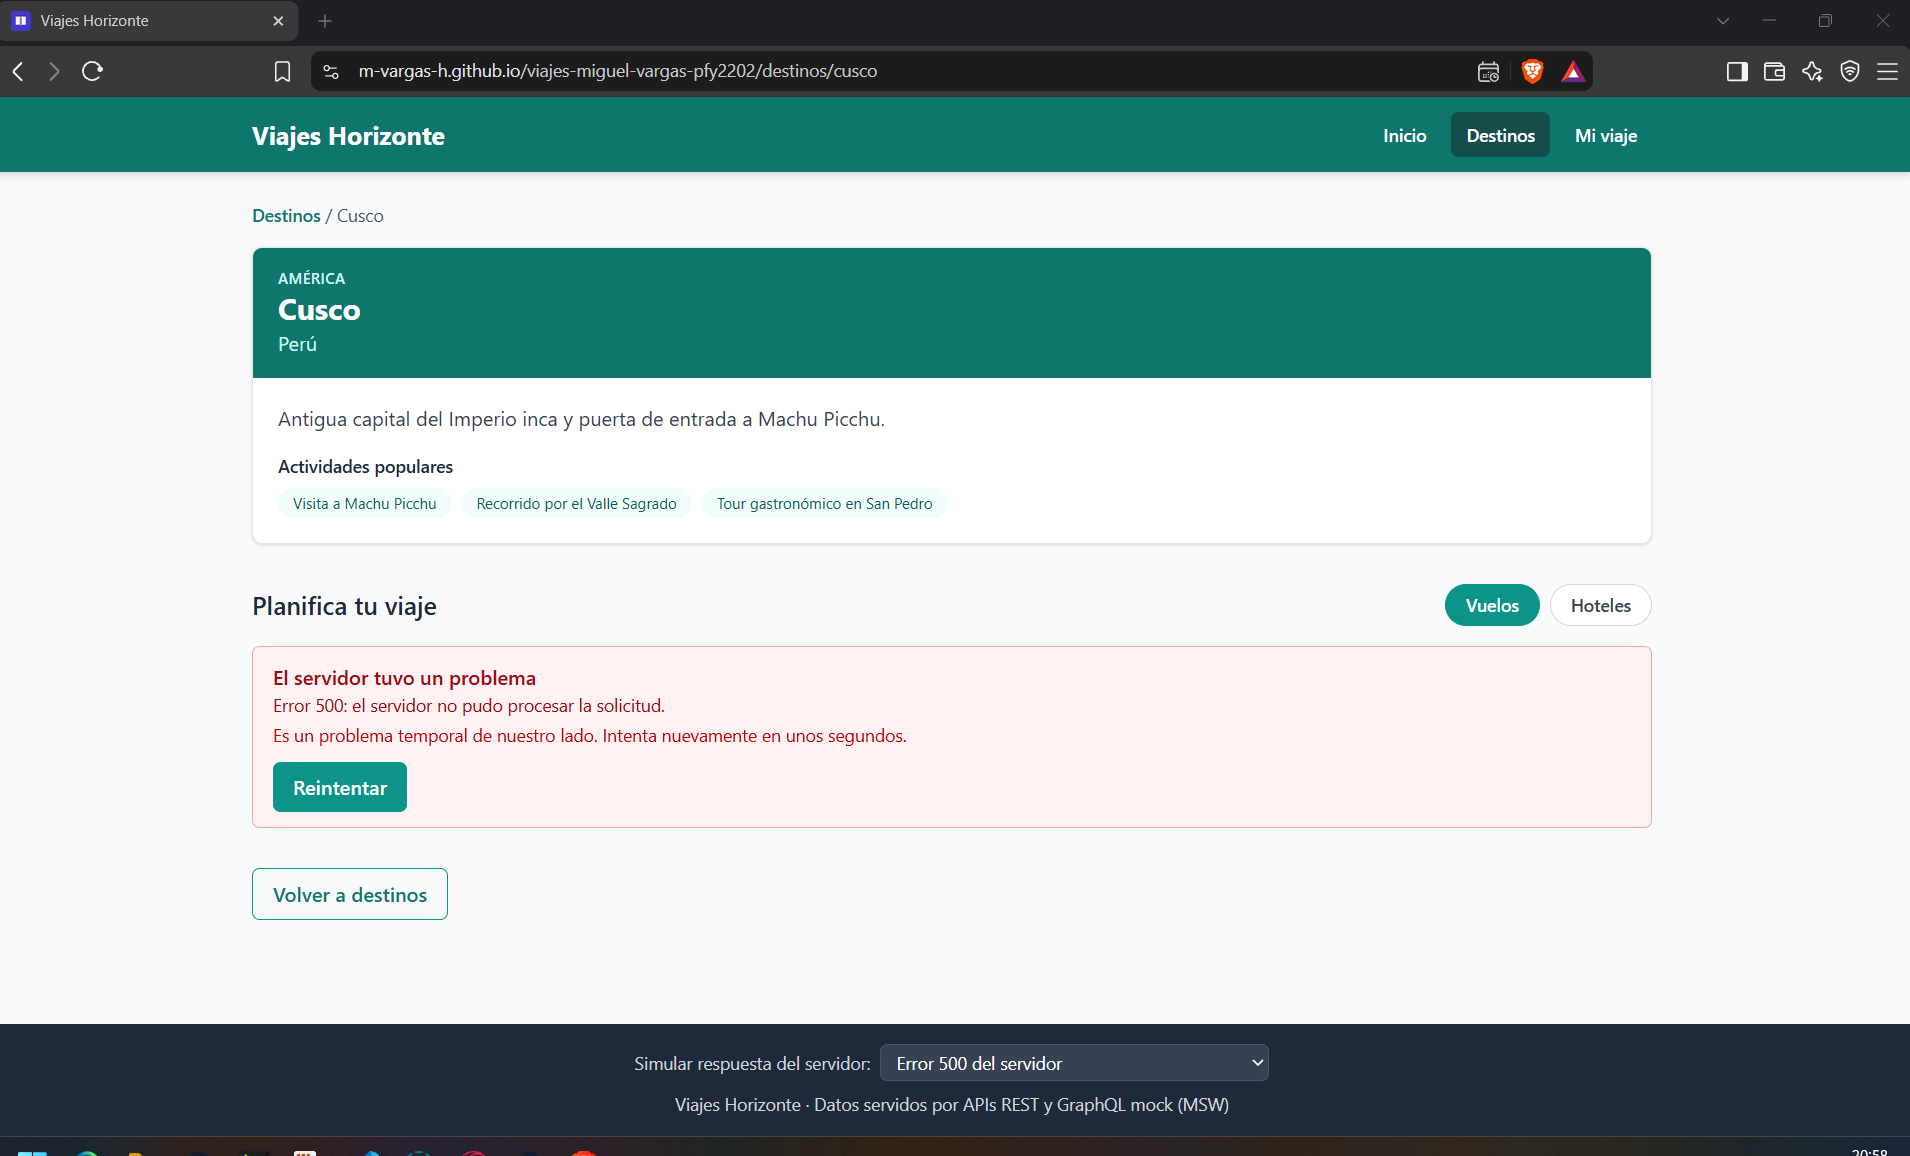 Viajes Horizonte
m-vargas-h.github.io/viajes-miguel-vargas-pfy2202/destinos/cusco
Viajes Horizonte
Inicio
Destinos
Mi viaje
Destinos / Cusco
AMÉRICA
Cusco
Perú
Antigua capital del Imperio inca y puerta de entrada a Machu Picchu.
Actividades populares
Visita a Machu Picchu
Recorrido por el Valle Sagrado
Tour gastronómico en San Pedro
Planifica tu viaje
Vuelos
Hoteles
El servidor tuvo un problema
Error 500: el servidor no pudo procesar la solicitud.
Es un problema temporal de nuestro lado. Intenta nuevamente en unos segundos.
Reintentar
Volver a destinos
Simular respuesta del servidor:
Error 500 del servidor
Viajes Horizonte · Datos servidos por APIs REST y GraphQL mock (MSW)